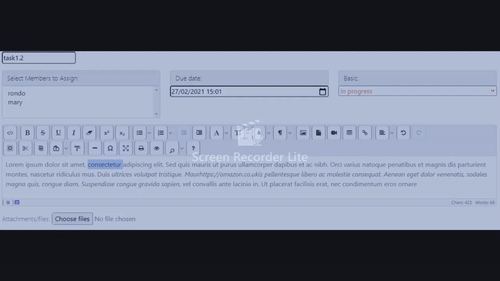 task1.2
Select Members to Assign:
Due date:
Basic.
rondo
mary
27/02/2021 15:01
In progress
Screen Recorder Lite
Lorem ipsum dolor sit amet, consectetur adipiscing elit. Sed quis mauris ut purus ullamcorper dapibus et ac nibh. Orci varius natoque penatibus et magnis dis parturient
montes, nascetur ridiculus mus. Duis ultrices volutpat tristique. Maurhttps://amazon.co.ukis pellentesque libero ac molestie consequat. Aenean eget dolor venenatis, sodales
magna quis, congue diam. Suspendisse congue gravida sapien, vel convallis ante lacinia in. Ut placerat facilisis erat, nec condimentum eros ornare
Attachments/files:
Choose files
No file chosen